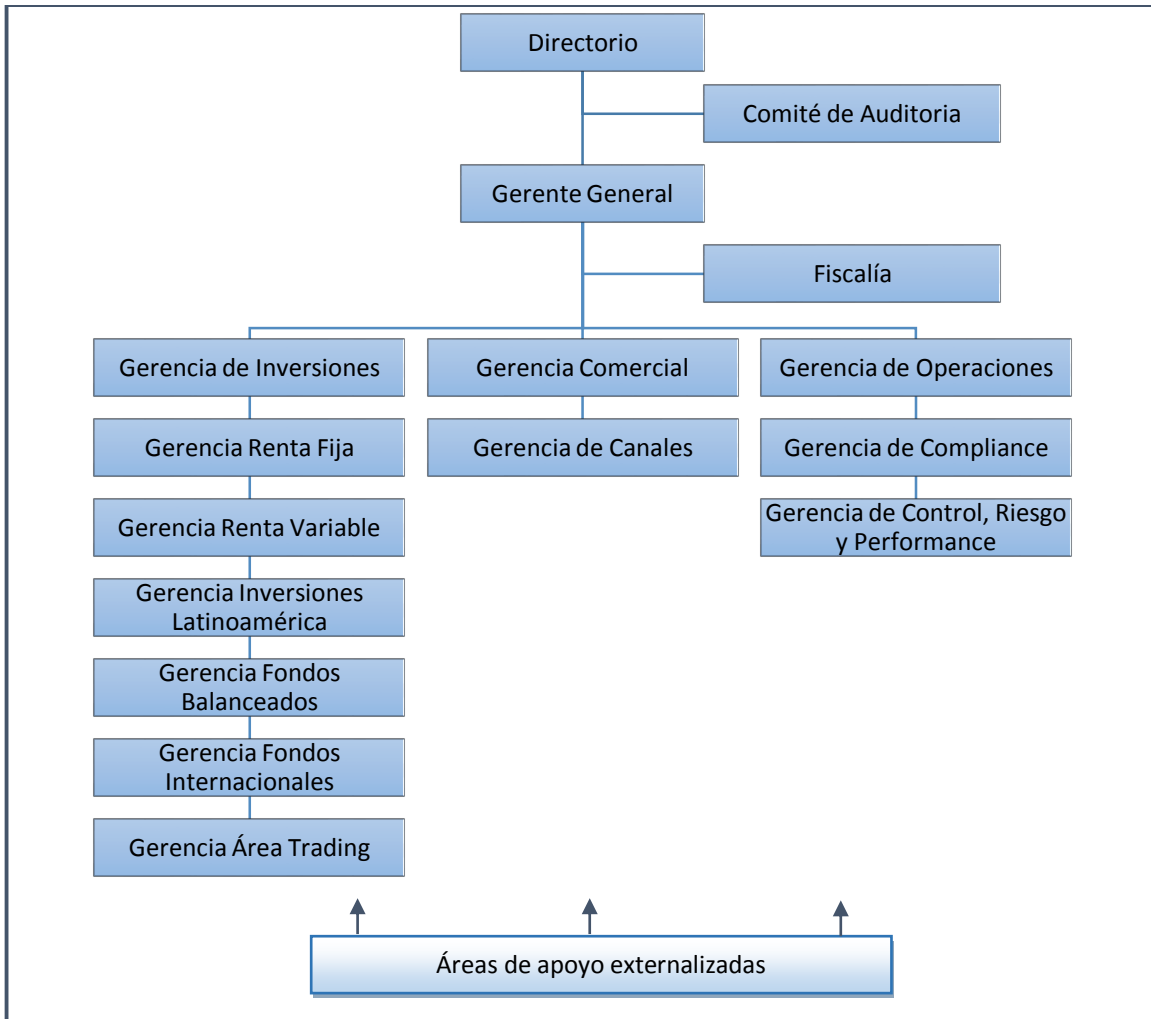 Directorio
Comité de Auditoria
Gerente General
Fiscalía
Gerencia de Inversiones
Gerencia Comercial
Gerencia de Operaciones
Gerencia Renta Fija
Gerencia de Canales
Gerencia de Compliance
Gerencia Renta Variable
Gerencia de Control, Riesgo
y Performance
Gerencia Inversiones
Latinoamérica
Gerencia Fondos
Balanceados
Gerencia Fondos
Internacionales
Gerencia Área Trading
Áreas de apoyo externalizadas